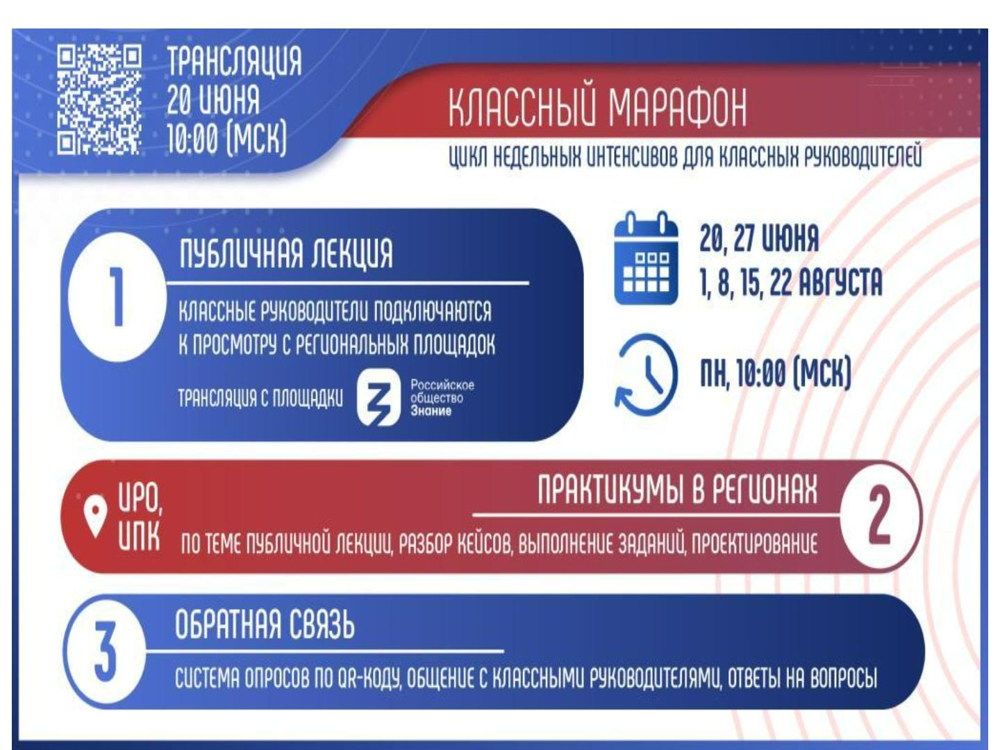 ТРАНСЛЯЦИЯ
20 ИЮНЯ
10:00 (МСК)
КЛАССНЫЙ МАРАФОН
ЦИКЛ НЕДЕЛЬНЫХ ИНТЕНСИВОВ ДЛЯ КЛАССНЫХ РУКОВОДИТЕЛЕЙ
1
ПУБЛИЧНАЯ ЛЕКЦИЯ
КЛАССНЫЕ РУКОВОДИТЕЛИ ПОДКЛЮЧАЮТСЯ
К ПРОСМОТРУ С РЕГИОНАЛЬНЫХ ПЛОЩАДОК
ТРАНСЛЯЦИЯ С ПЛОЩАДКИ
Российское
общество
Знание
20, 27 ИЮНЯ
1, 8, 15, 22 АВГУСТА
ПН, 10:00 (МСК)
ИРО,
ИПК
ПРАКТИКУМЫ В РЕГИОНАХ
ПО ТЕМЕ ПУБЛИЧНОЙ ЛЕКЦИИ, РАЗБОР КЕЙСОВ, ВЫПОЛНЕНИЕ ЗАДАНИЙ, ПРОЕКТИРОВАНИЕ
2
3
ОБРАТНАЯ СВЯЗЬ
СИСТЕМА ОПРОСОВ ПО QR-КОДУ, ОБЩЕНИЕ С КЛАССНЫМИ РУКОВОДИТЕЛЯМИ, ОТВЕТЫ НА ВОПРОСЫ